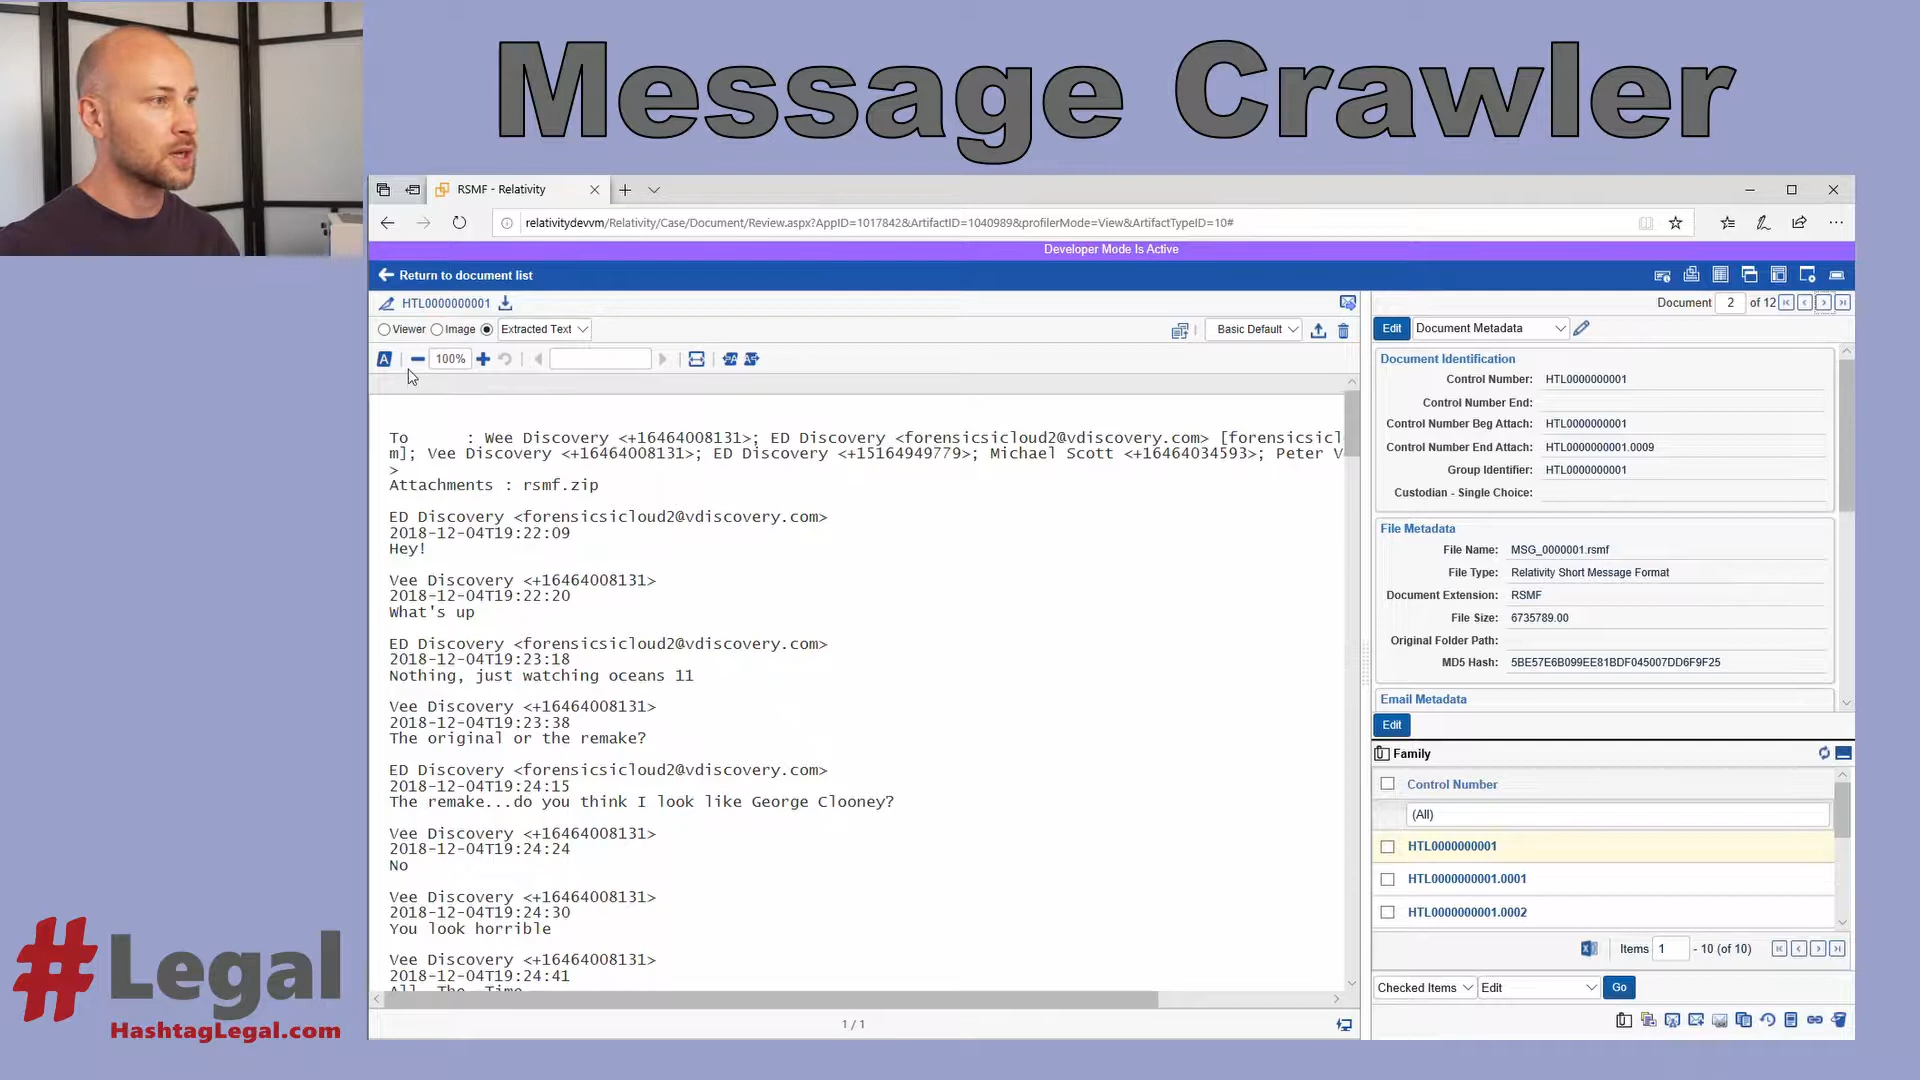 Message Crawler
RSMF - Relativity
relativitydevvm/Relativity/Case/Document/Review.aspx?AppID=1017842&ArtifactID=1040989&profilerMode=View&ArtifactTypeID=10#
Developer Mode Is Active
Return to document list
HTL0000000001
Document 2 of 12
Viewer Image Extracted Text
Basic Default
Edit Document Metadata
100%
To : Wee Discovery <+16464008131>; ED Discovery <forensicsicloud2@vdiscovery.com> [forensicsicl
m]; Vee Discovery <+16464008131>; ED Discovery <+15164949779>; Michael Scott <+16464034593>; Peter V
>
Attachments : rsmf.zip
ED Discovery <forensicsicloud2@vdiscovery.com>
2018-12-04T19:22:09
Hey!
Vee Discovery <+16464008131>
2018-12-04T19:22:20
What's up
ED Discovery <forensicsicloud2@vdiscovery.com>
2018-12-04T19:23:18
Nothing, just watching oceans 11
Vee Discovery <+16464008131>
2018-12-04T19:23:38
The original or the remake?
ED Discovery <forensicsicloud2@vdiscovery.com>
2018-12-04T19:24:15
The remake...do you think I look like George Clooney?
Vee Discovery <+16464008131>
2018-12-04T19:24:24
No
Vee Discovery <+16464008131>
2018-12-04T19:24:30
You look horrible
Vee Discovery <+16464008131>
2018-12-04T19:24:41
All The Time
1 / 1
Document Identification
Control Number: HTL0000000001
Control Number End:
Control Number Beg Attach: HTL0000000001
Control Number End Attach: HTL0000000001.0009
Group Identifier: HTL0000000001
Custodian - Single Choice:
File Metadata
File Name: MSG_0000001.rsmf
File Type: Relativity Short Message Format
Document Extension: RSMF
File Size: 6735789.00
Original Folder Path:
MD5 Hash: 5BE57E6B099EE81BDF045007DD6F9F25
Email Metadata
Edit
Family
Control Number
(All)
HTL0000000001
HTL0000000001.0001
HTL0000000001.0002
Items 1 - 10 (of 10)
Checked Items Edit Go
#Legal
HashtagLegal.com